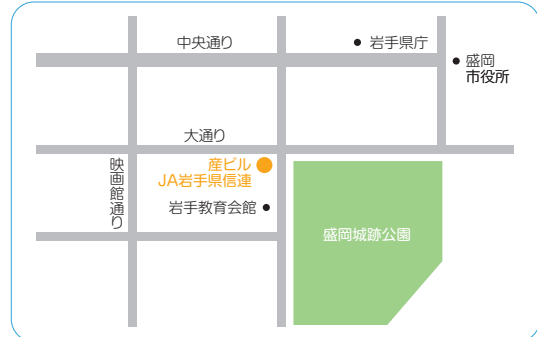 中央通り
岩手県庁
盛岡
市役所
大通り
産ビル
JA岩手県信連
映画館通り
岩手教育会館
盛岡城跡公園